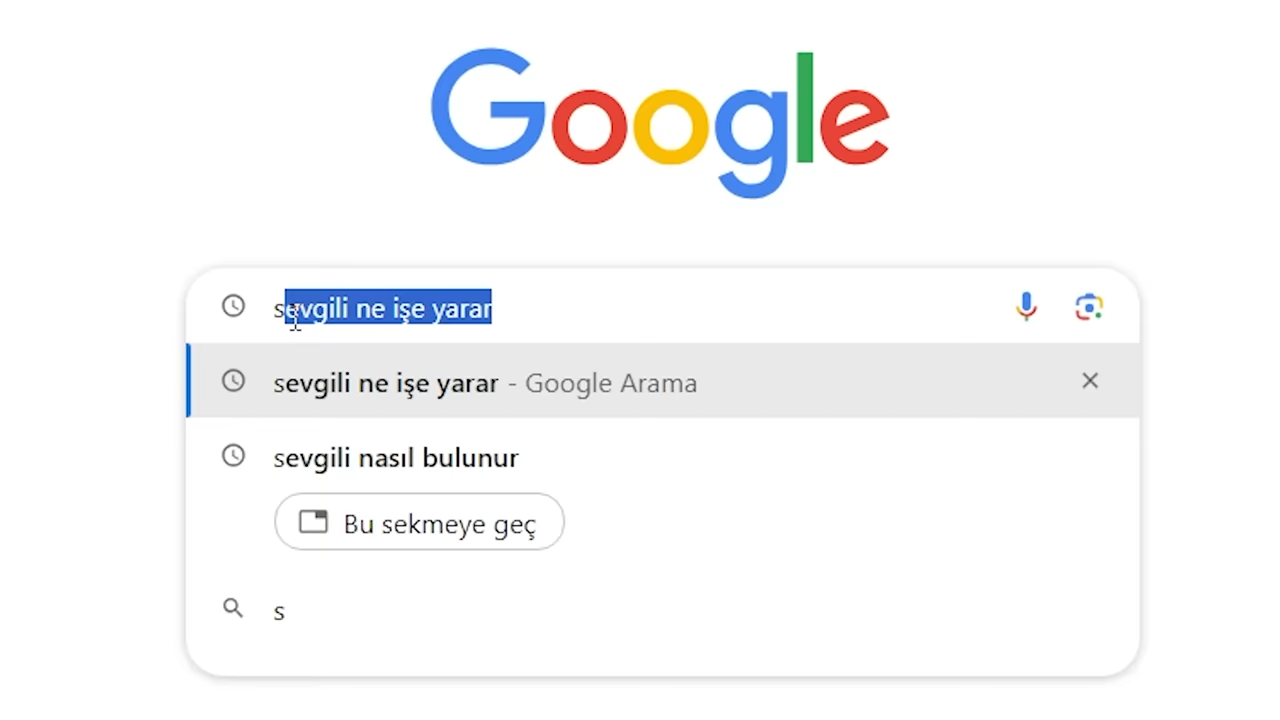 Google
sevgili ne işe yarar
sevgili ne işe yarar - Google Arama
sevgili nasıl bulunur
Bu sekmeye geç
s